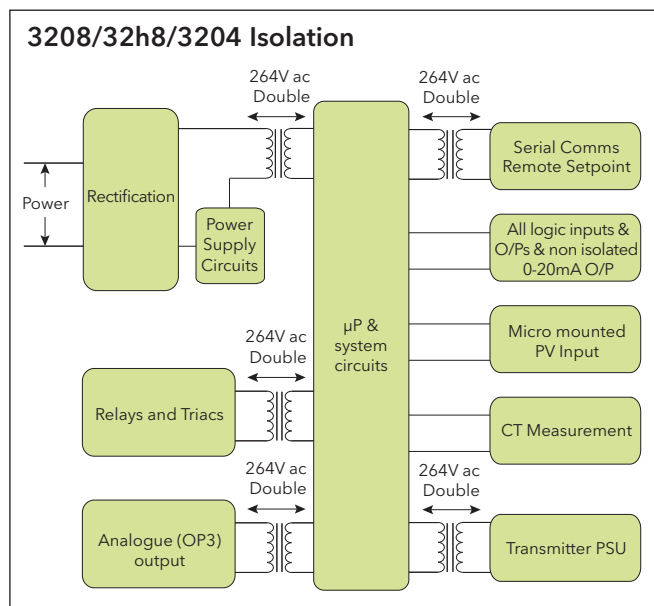 3208/32h8/3204 Isolation
264V ac
Double
264V ac
Double
Rectification
Power
Power
Supply
Circuits
Serial Comms
Remote Setpoint
All logic inputs &
O/Ps & non isolated
0-20mA O/P
µP &
system
circuits
Micro mounted
PV Input
264V ac
Double
Relays and Triacs
CT Measurement
264V ac
Double
264V ac
Double
Analogue (OP3)
output
Transmitter PSU